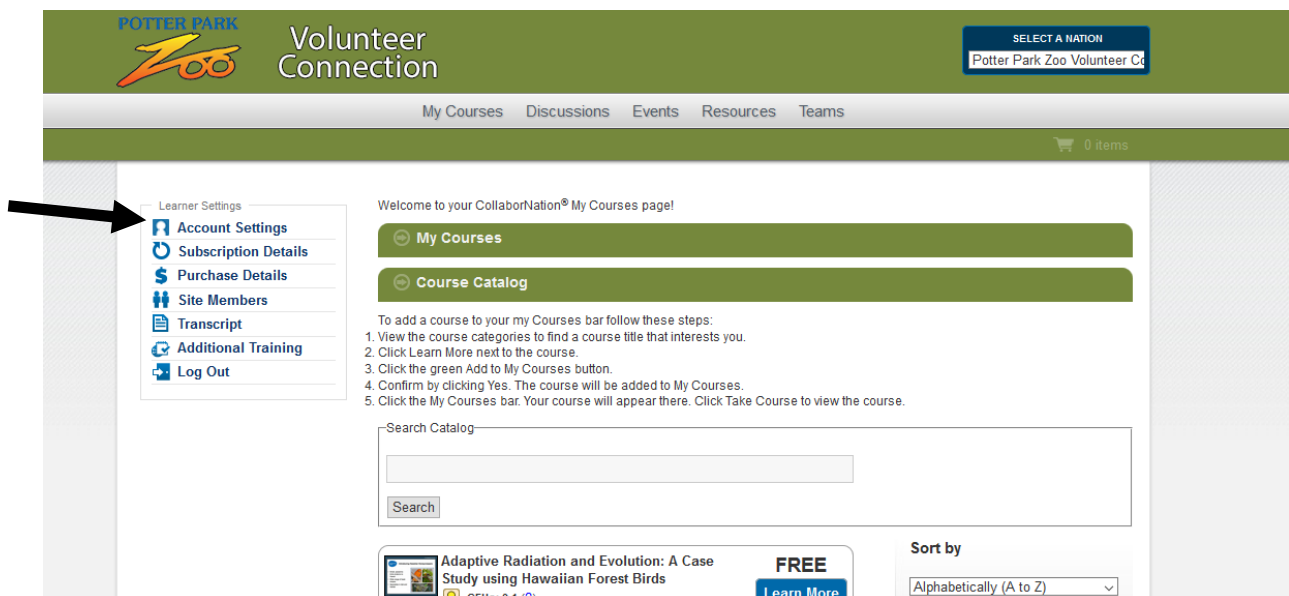 POTTER PARK
ZOO
Volunteer
Connection
SELECT A NATION
Potter Park Zoo Volunteer Co
My Courses Discussions Events Resources Teams
0 items
Learner Settings
Account Settings
Subscription Details
Purchase Details
Site Members
Transcript
Additional Training
Log Out
Welcome to your CollaborNation® My Courses page!
My Courses
Course Catalog
To add a course to your my Courses bar follow these steps:
1. View the course categories to find a course title that interests you.
2. Click Learn More next to the course.
3. Click the green Add to My Courses button.
4. Confirm by clicking Yes. The course will be added to My Courses.
5. Click the My Courses bar. Your course will appear there. Click Take Course to view the course.
Search Catalog
Search
Adaptive Radiation and Evolution: A Case
Study using Hawaiian Forest Birds
FREE
Learn More
Sort by
Alphabetically (A to Z)